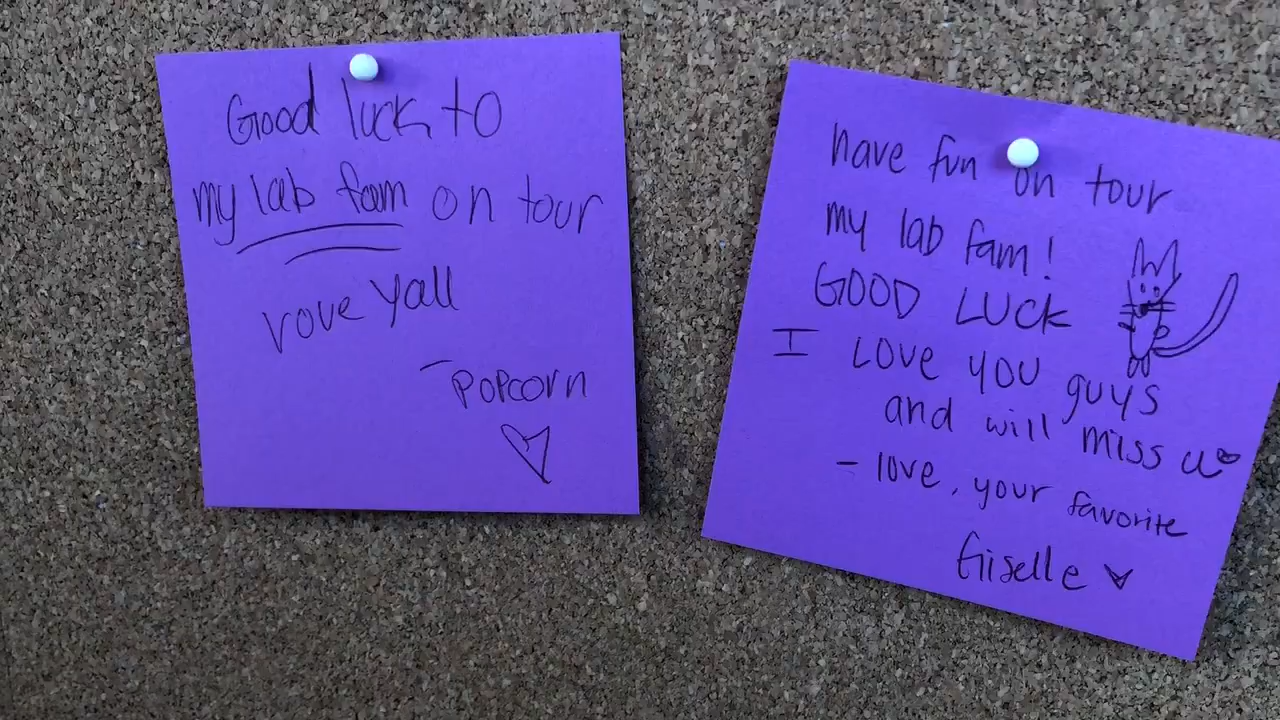 Good luck to
my lab fam on tour
rove yall
- POPCORN
have fun on tour
my lab fam!
GOOD LUCK
I LOVE YOU guys
and will miss u
- love, your favorite
Giselle